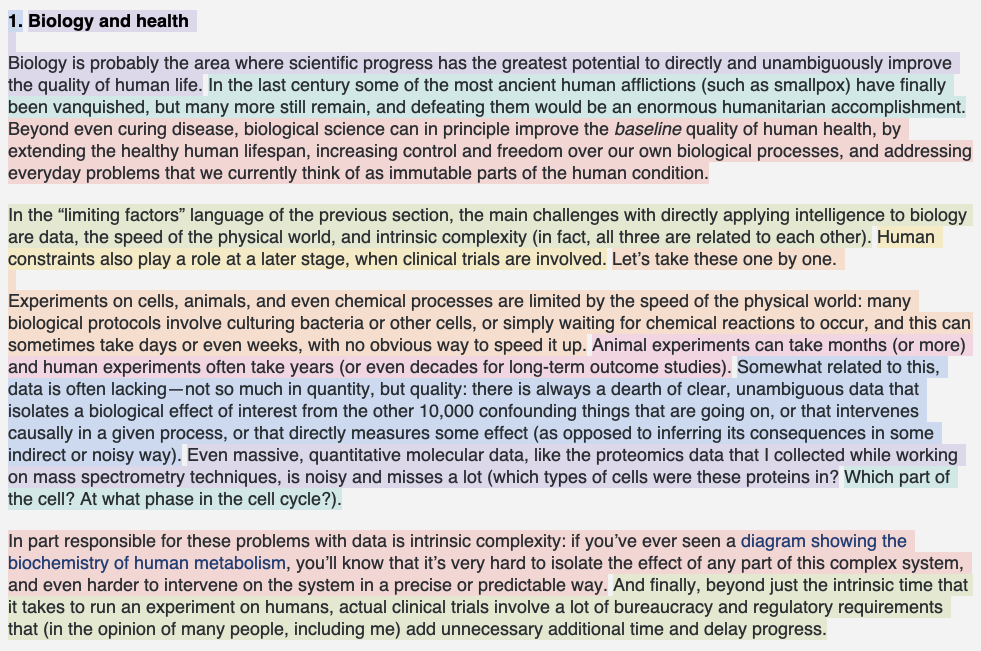 1. Biology and health
Biology is probably the area where scientific progress has the greatest potential to directly and unambiguously improve
the quality of human life. In the last century some of the most ancient human afflictions (such as smallpox) have finally
been vanquished, but many more still remain, and defeating them would be an enormous humanitarian accomplishment.
Beyond even curing disease, biological science can in principle improve the baseline quality of human health, by
extending the healthy human lifespan, increasing control and freedom over our own biological processes, and addressing
everyday problems that we currently think of as immutable parts of the human condition.
In the “limiting factors” language of the previous section, the main challenges with directly applying intelligence to biology
are data, the speed of the physical world, and intrinsic complexity (in fact, all three are related to each other). Human
constraints also play a role at a later stage, when clinical trials are involved. Let’s take these one by one.
Experiments on cells, animals, and even chemical processes are limited by the speed of the physical world: many
biological protocols involve culturing bacteria or other cells, or simply waiting for chemical reactions to occur, and this can
sometimes take days or even weeks, with no obvious way to speed it up. Animal experiments can take months (or more)
and human experiments often take years (or even decades for long-term outcome studies). Somewhat related to this,
data is often lacking—not so much in quantity, but quality: there is always a dearth of clear, unambiguous data that
isolates a biological effect of interest from the other 10,000 confounding things that are going on, or that intervenes
causally in a given process, or that directly measures some effect (as opposed to inferring its consequences in some
indirect or noisy way). Even massive, quantitative molecular data, like the proteomics data that I collected while working
on mass spectrometry techniques, is noisy and misses a lot (which types of cells were these proteins in? Which part of
the cell? At what phase in the cell cycle?).
In part responsible for these problems with data is intrinsic complexity: if you’ve ever seen a diagram showing the
biochemistry of human metabolism, you’ll know that it’s very hard to isolate the effect of any part of this complex system,
and even harder to intervene on the system in a precise or predictable way. And finally, beyond just the intrinsic time that
it takes to run an experiment on humans, actual clinical trials involve a lot of bureaucracy and regulatory requirements
that (in the opinion of many people, including me) add unnecessary additional time and delay progress.